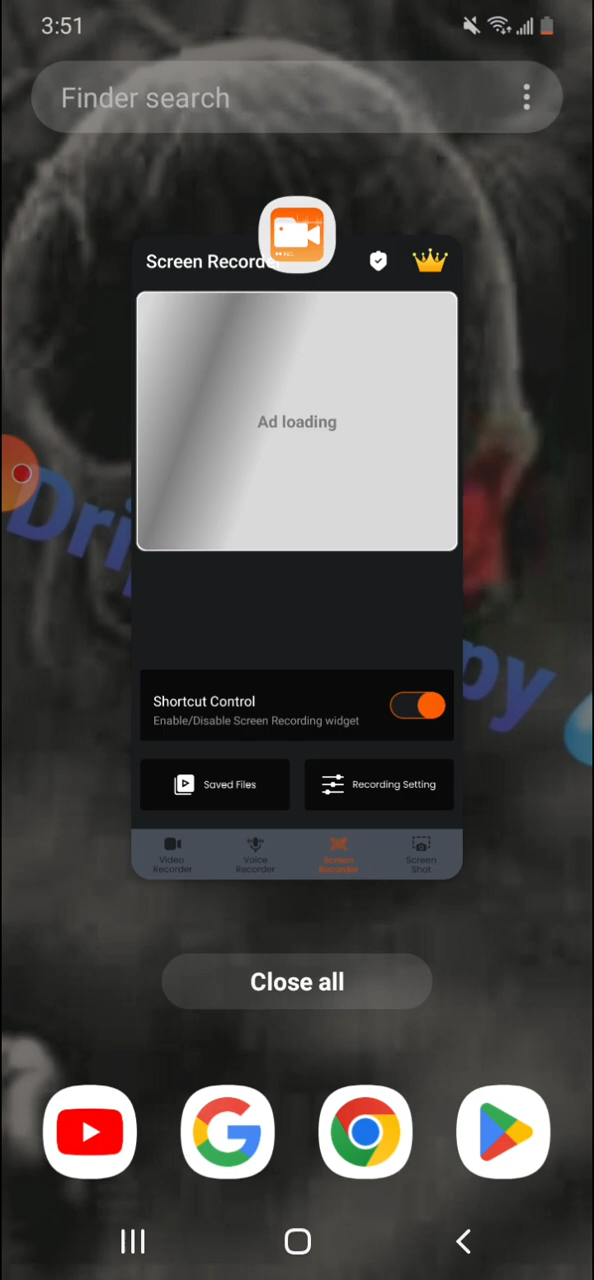 3:51
Finder search
Screen Recorder
Ad loading
Shortcut Control
Enable/Disable Screen Recording widget
Saved Files
Recording Setting
Video
Recorder
Voice
Recorder
Screen
Recorder
Screen
Shot
Close all